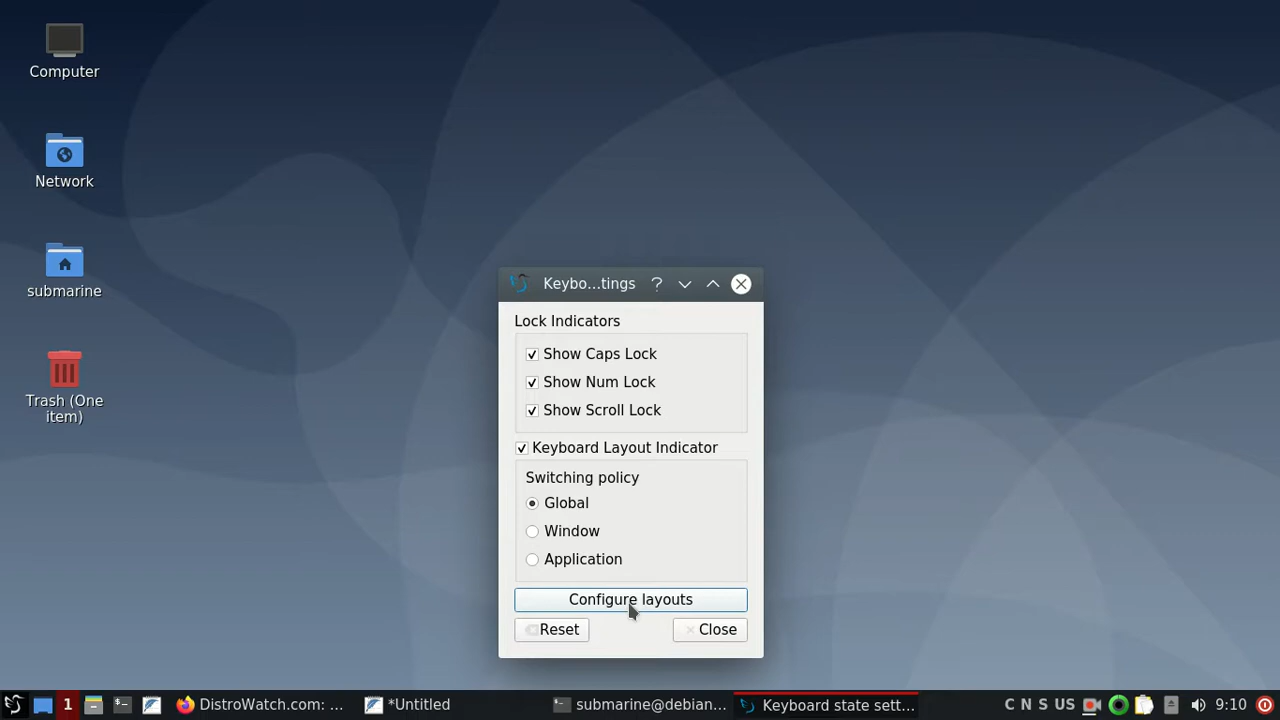 Computer
Network
submarine
Trash (One
item)
Keybo...tings
Lock Indicators
Show Caps Lock
Show Num Lock
Show Scroll Lock
Keyboard Layout Indicator
Switching policy
Global
Window
Application
Configure layouts
Reset
Close
1
DistroWatch.com: ...
*Untitled
submarine@debian...
Keyboard state sett...
C N S US
9:10